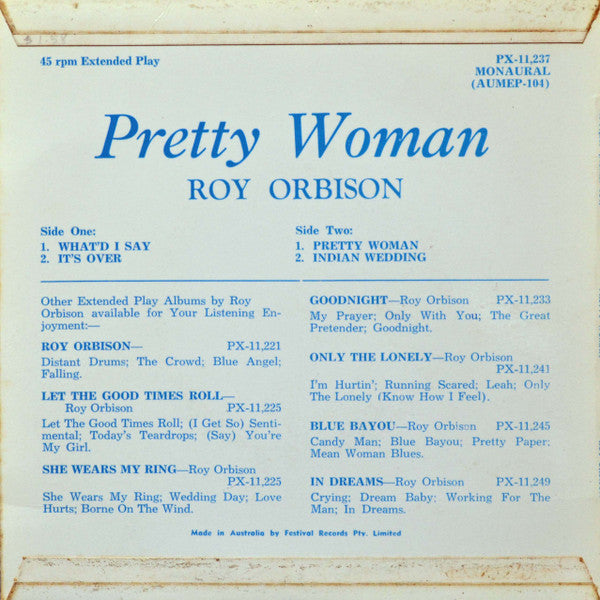 45 rpm Extended Play
PX-11,237
MONAURAL
(AUMEP-104)
Pretty Woman
ROY ORBISON
Side One:
1. WHAT'D I SAY
2. IT'S OVER
Side Two:
1. PRETTY WOMAN
2. INDIAN WEDDING
Other Extended Play Albums by Roy
Orbison available for Your Listening En-
joyment:—
ROY ORBISON— PX-11,221
Distant Drums; The Crowd; Blue Angel;
Falling.
LET THE GOOD TIMES ROLL—
Roy Orbison PX-11,225
Let The Good Times Roll; (I Get So) Senti-
mental; Today's Teardrops; (Say) You're
My Girl.
SHE WEARS MY RING—Roy Orbison
PX-11,225
She Wears My Ring; Wedding Day; Love
Hurts; Borne On The Wind.
GOODNIGHT—Roy Orbison PX-11,233
My Prayer; Only With You; The Great
Pretender; Goodnight.
ONLY THE LONELY—Roy Orbison
PX-11,241
I'm Hurtin'; Running Scared; Leah; Only
The Lonely (Know How I Feel).
BLUE BAYOU—Roy Orbison PX-11,245
Candy Man; Blue Bayou; Pretty Paper;
Mean Woman Blues.
IN DREAMS—Roy Orbison PX-11,249
Crying; Dream Baby; Working For The
Man; In Dreams.
Made in Australia by Festival Records Pty. Limited